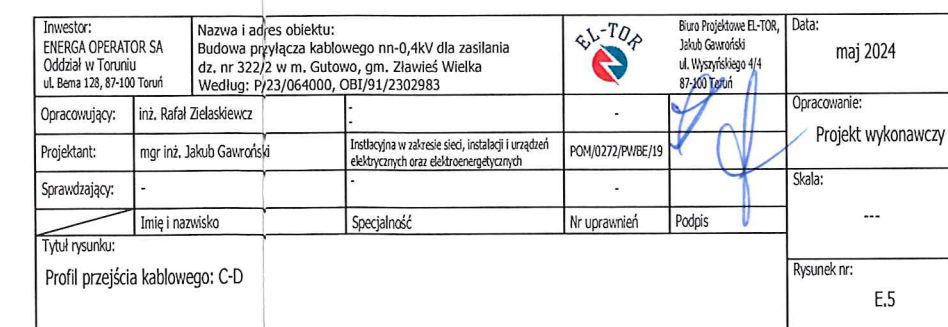 Inwestor:
ENERGA OPERATOR SA
Oddział w Toruniu
ul. Bema 128, 87-100 Toruń
Nazwa i adres obiektu:
Budowa przyłącza kablowego nn-0,4kV dla zasilania
dz. nr 322/2 w m. Gutowo, gm. Zławieś Wielka
Według: P/23/064000, OBI/91/2302983
EL-TOR
Biuro Projektowe EL-TOR,
Jakub Gawroński
ul. Wyszyńskiego 4/4
87-100 Toruń
Data:
maj 2024
Opracowujący: inż. Rafał Zielaskiewcz - - -
Opracowanie:
Projekt wykonawczy
Projektant: mgr inż. Jakub Gawroński
Instlacyjna w zakresie sieci, instalacji i urządzeń
elektrycznych oraz elektroenergetycznych
POM/0272/PWBE/19
Sprawdzający: - - -
Skala:
---
Imię i nazwisko Specjalność Nr uprawnień Podpis
Tytuł rysunku:
Profil przejścia kablowego: C-D
Rysunek nr:
E.5